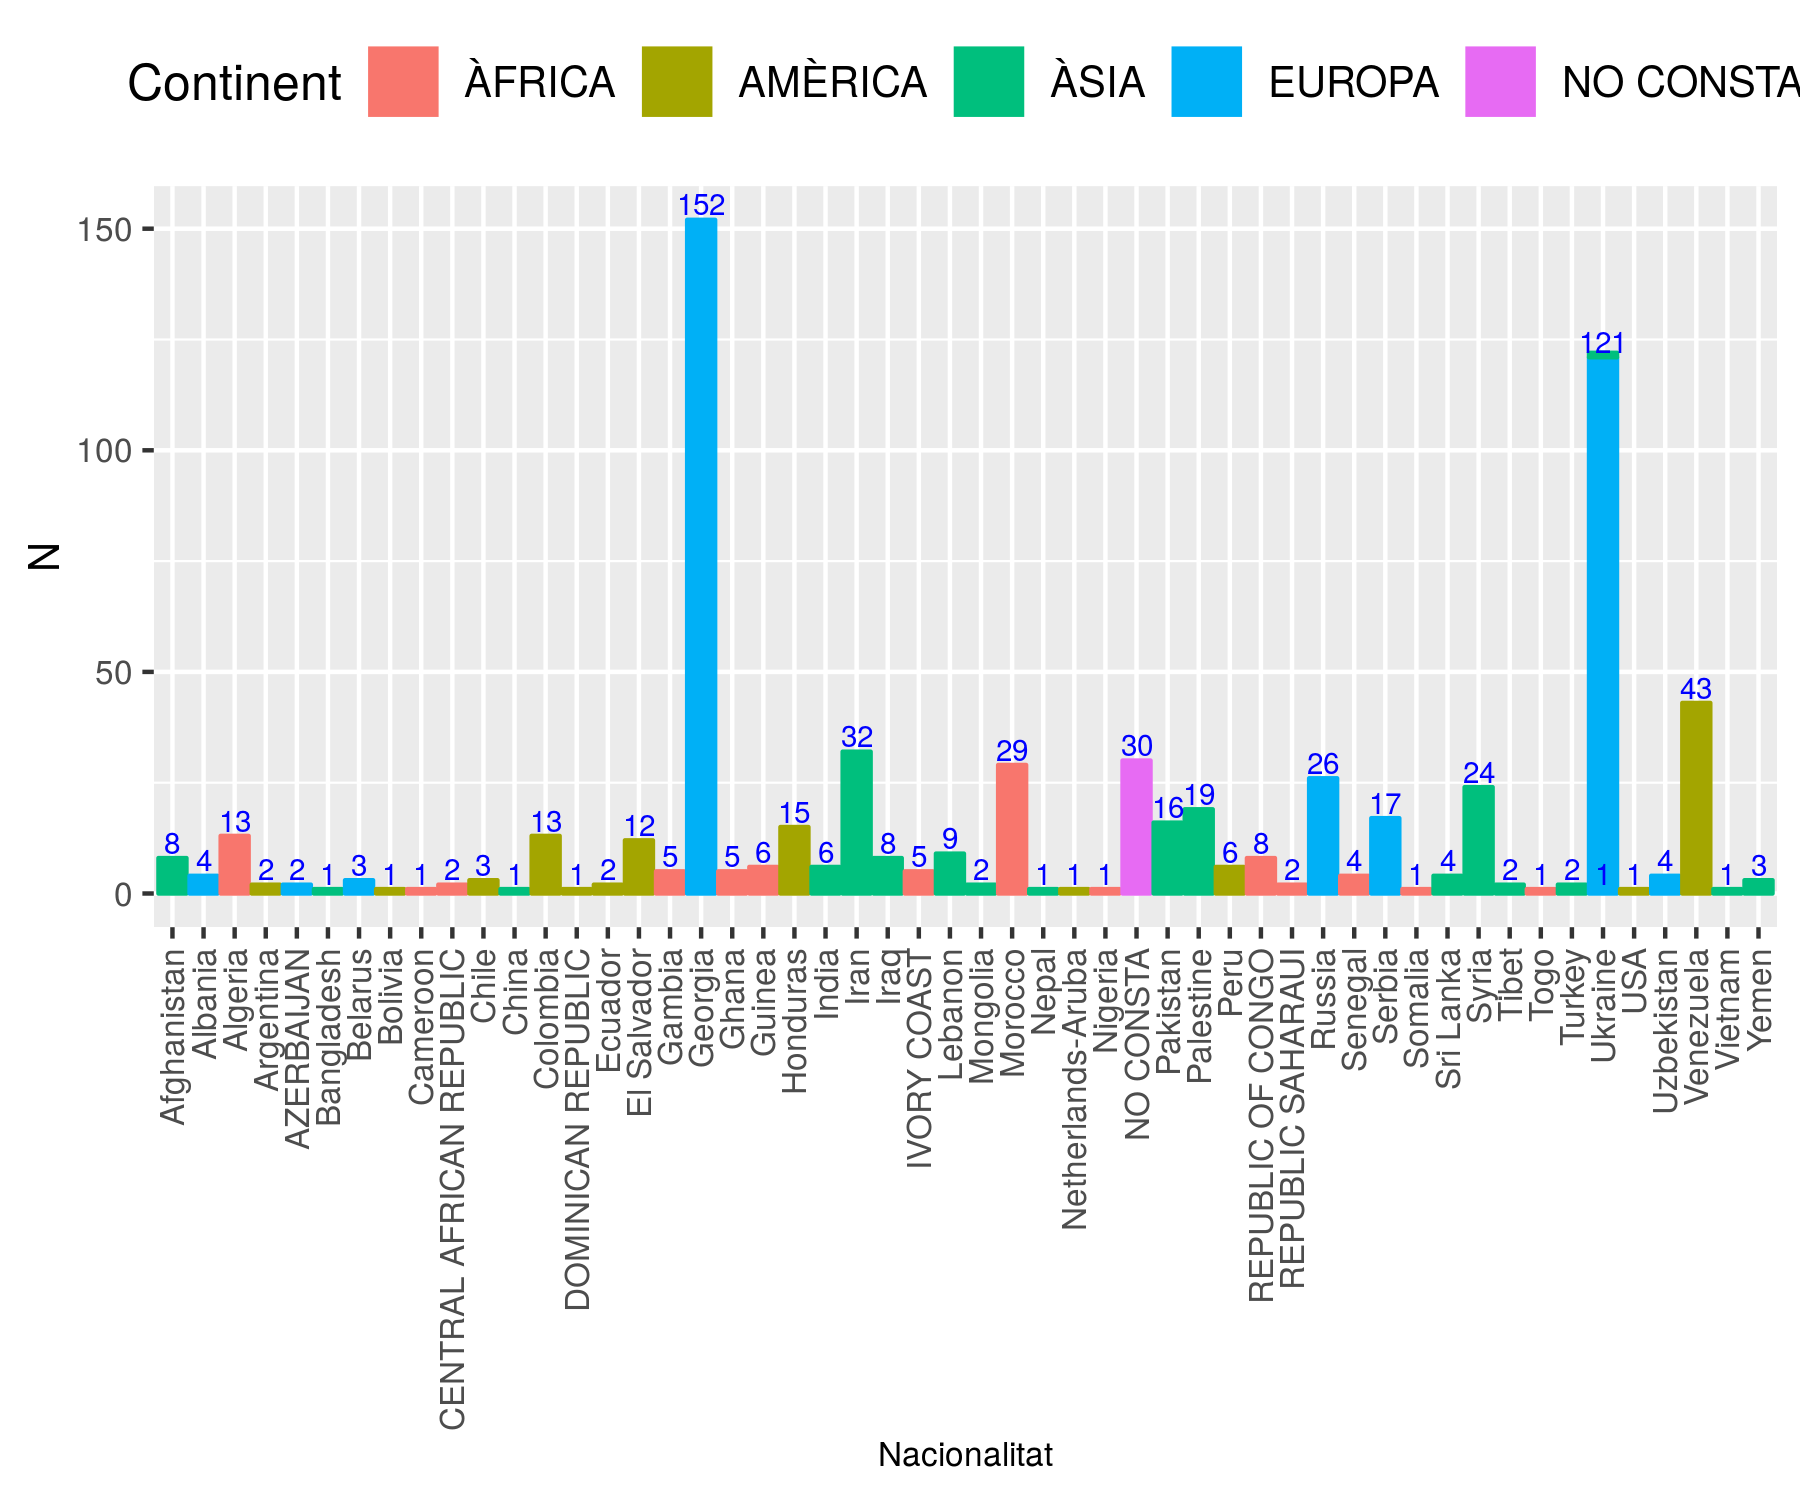 Continent ÀFRICA AMÈRICA ÀSIA EUROPA NO CONSTA
N
150
100
50
0
8 4 13 2 2 1 3 1 1 2 3 1 13 1 2 12 5 152 5 6 15 6 32 8 5 9 2 29 1 1 1 30 16 19 6 8 2 26 4 17 1 4 24 2 1 2 121 1 1 4 43 1 3
Afghanistan
Albania
Algeria
Argentina
AZERBAIJAN
Bangladesh
Belarus
Bolivia
Cameroon
CENTRAL AFRICAN REPUBLIC
Chile
China
Colombia
DOMINICAN REPUBLIC
Ecuador
El Salvador
Gambia
Georgia
Ghana
Guinea
Honduras
India
Iran
Iraq
IVORY COAST
Lebanon
Mongolia
Morocco
Nepal
Netherlands-Aruba
Nigeria
NO CONSTA
Pakistan
Palestine
Peru
REPUBLIC OF CONGO
REPUBLIC SAHARAUI
Russia
Senegal
Serbia
Somalia
Sri Lanka
Syria
Tibet
Togo
Turkey
Ukraine
USA
Uzbekistan
Venezuela
Vietnam
Yemen
Nacionalitat